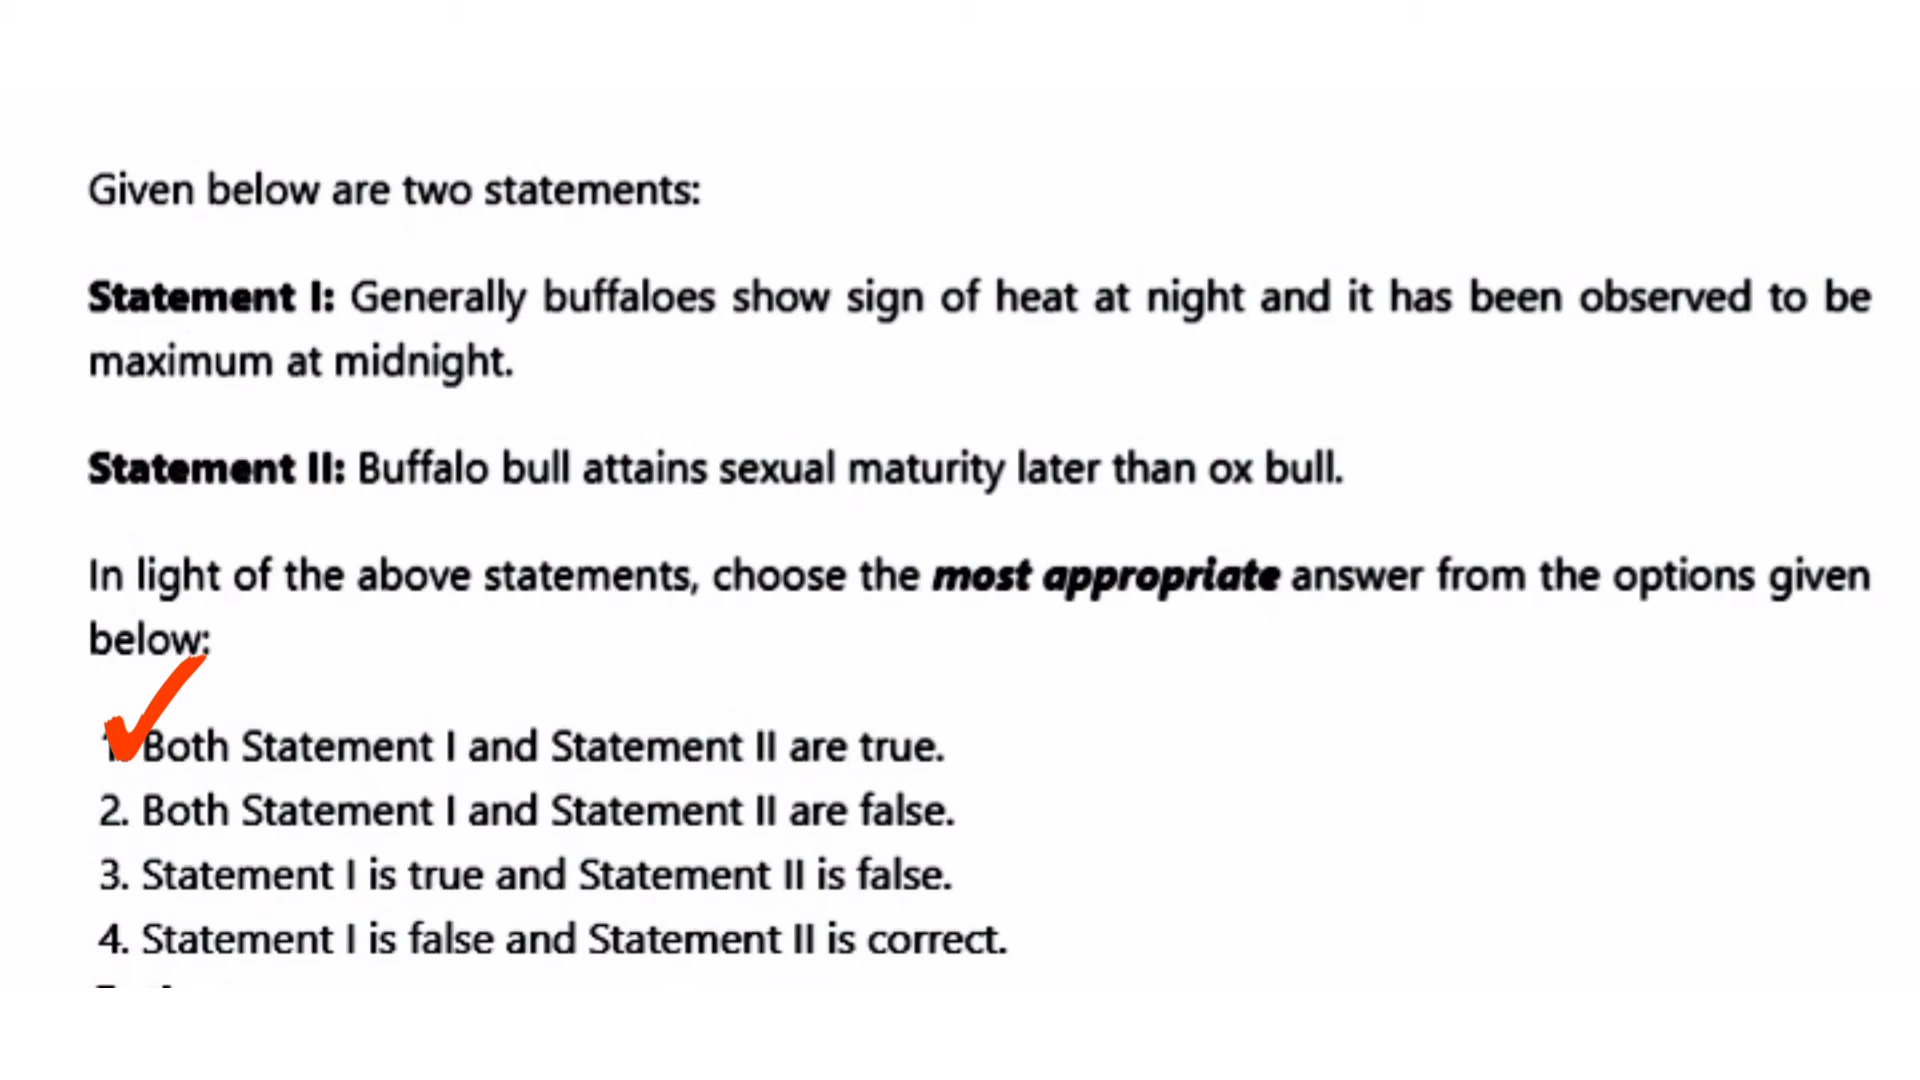 Given below are two statements:
Statement I: Generally buffaloes show sign of heat at night and it has been observed to be
maximum at midnight.
Statement II: Buffalo bull attains sexual maturity later than ox bull.
In light of the above statements, choose the most appropriate answer from the options given
below:
Both Statement I and Statement II are true.
2. Both Statement I and Statement II are false.
3. Statement I is true and Statement II is false.
4. Statement I is false and Statement II is correct.